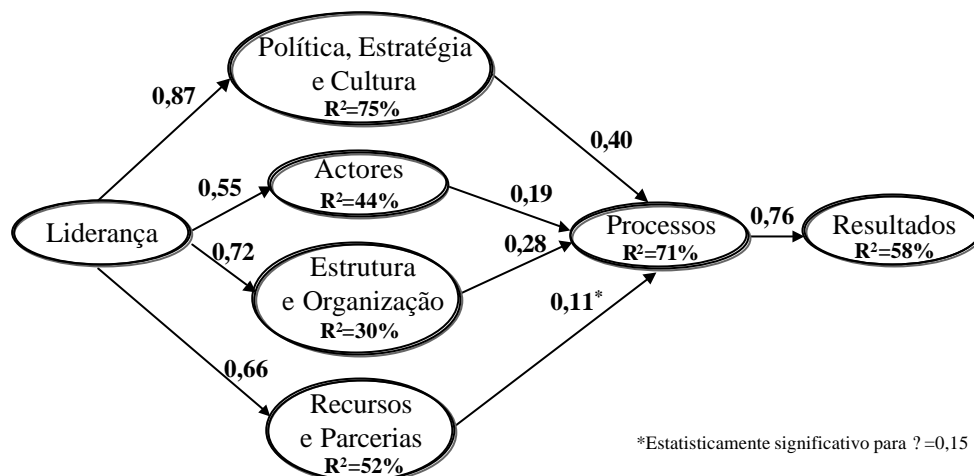 Política, Estratégia
e Cultura
R²=75%
0,87
0,40
Actores
R²=44%
0,55
0,19
Liderança
Processos
R²=71%
0,76
Resultados
R²=58%
0,72
0,28
Estrutura
e Organização
R²=30%
0,11*
0,66
Recursos
e Parcerias
R²=52%
*Estatisticamente significativo para ? =0,15